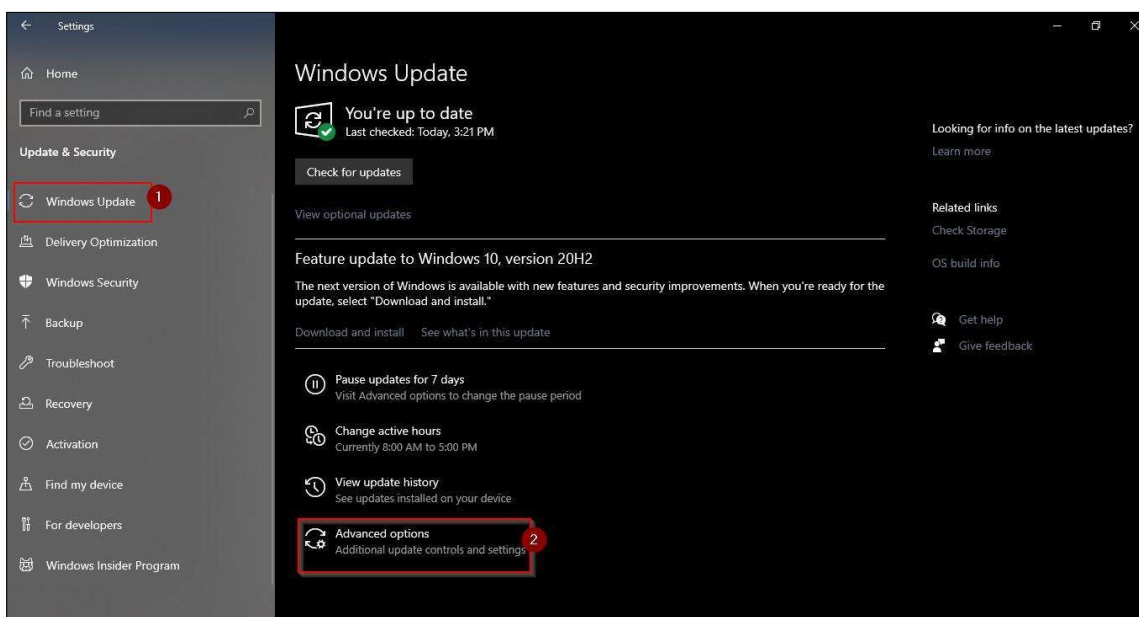 Settings
Home
Find a setting
Update & Security
Windows Update
1
Delivery Optimization
Windows Security
Backup
Troubleshoot
Recovery
Activation
Find my device
For developers
Windows Insider Program
Windows Update
You're up to date
Last checked: Today, 3:21 PM
Check for updates
View optional updates
Feature update to Windows 10, version 20H2
The next version of Windows is available with new features and security improvements. When you're ready for the
update, select "Download and install."
Download and install See what's in this update
Pause updates for 7 days
Visit Advanced options to change the pause period
Change active hours
Currently 8:00 AM to 5:00 PM
View update history
See updates installed on your device
Advanced options
Additional update controls and settings
2
Looking for info on the latest updates?
Learn more
Related links
Check Storage
OS build info
Get help
Give feedback